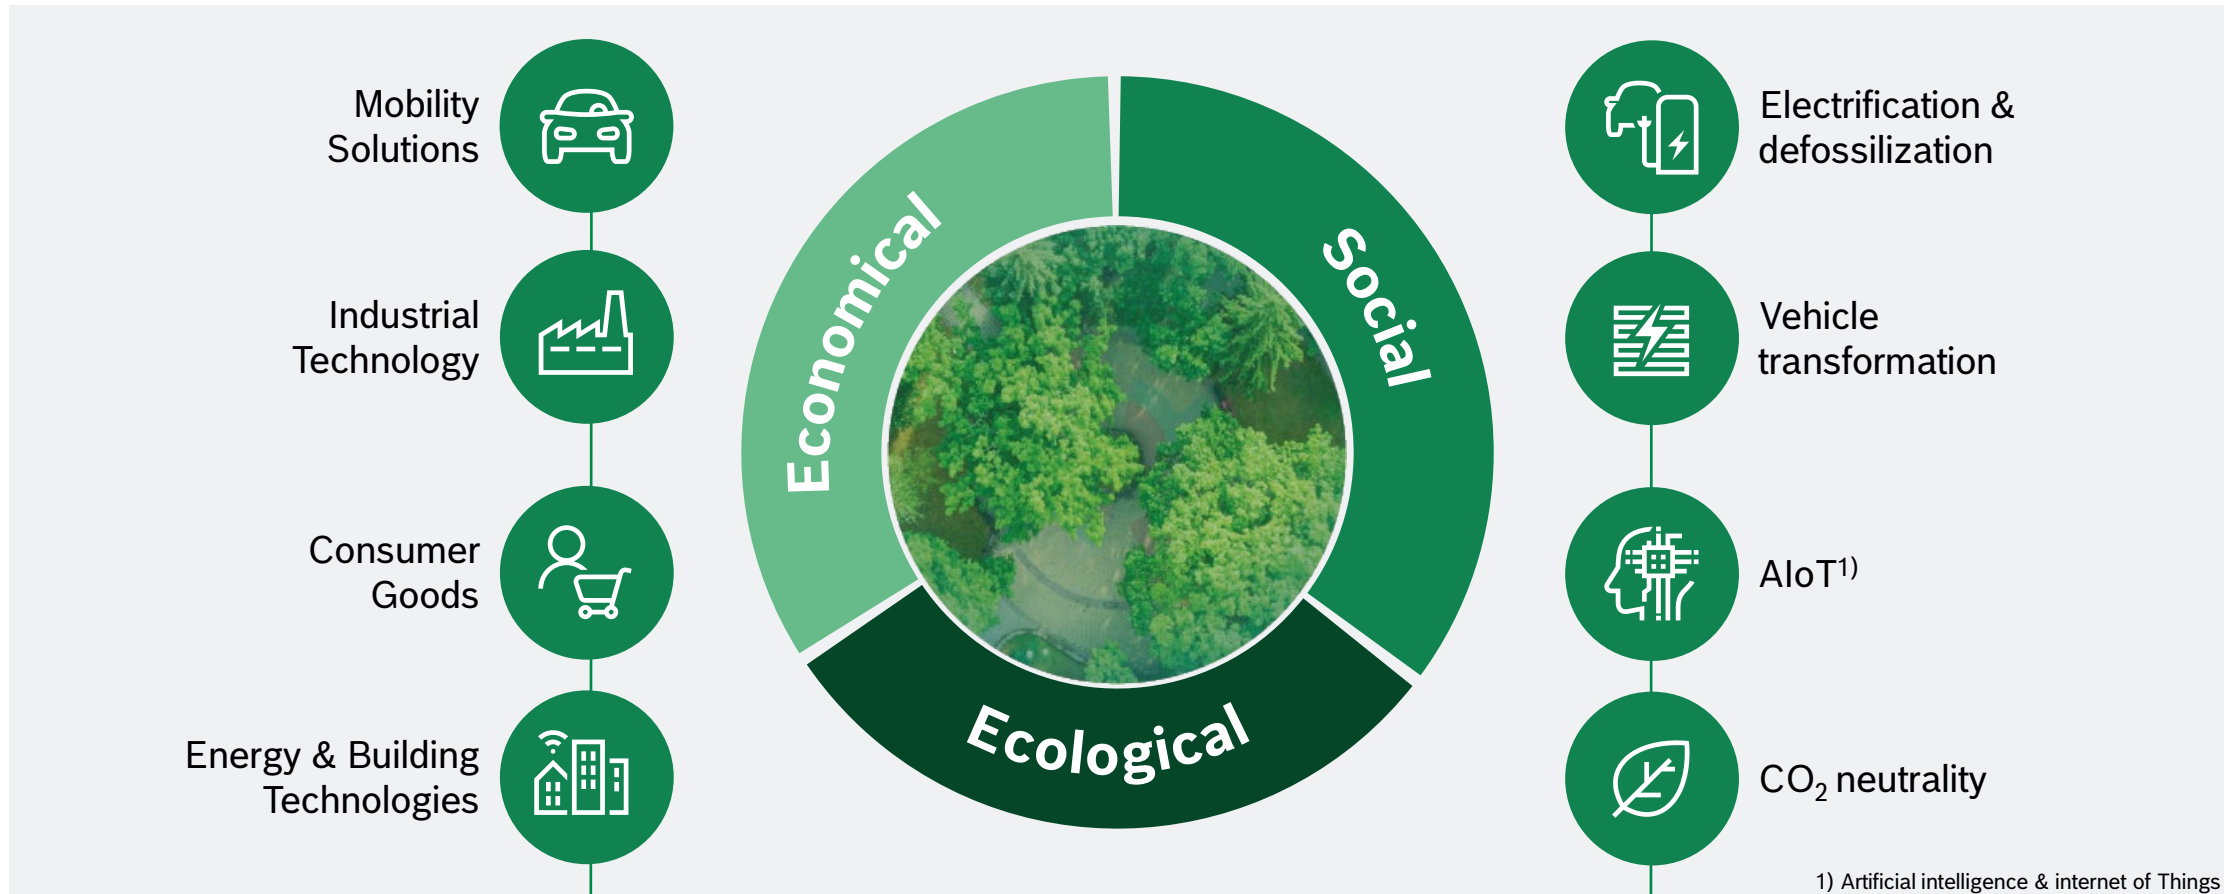 Mobility
Solutions
Industrial
Technology
Consumer
Goods
Energy & Building
Technologies
Economical
Social
Ecological
Electrification &
defossilization
Vehicle
transformation
AIoT¹⁾
CO₂ neutrality
1) Artificial intelligence & internet of Things